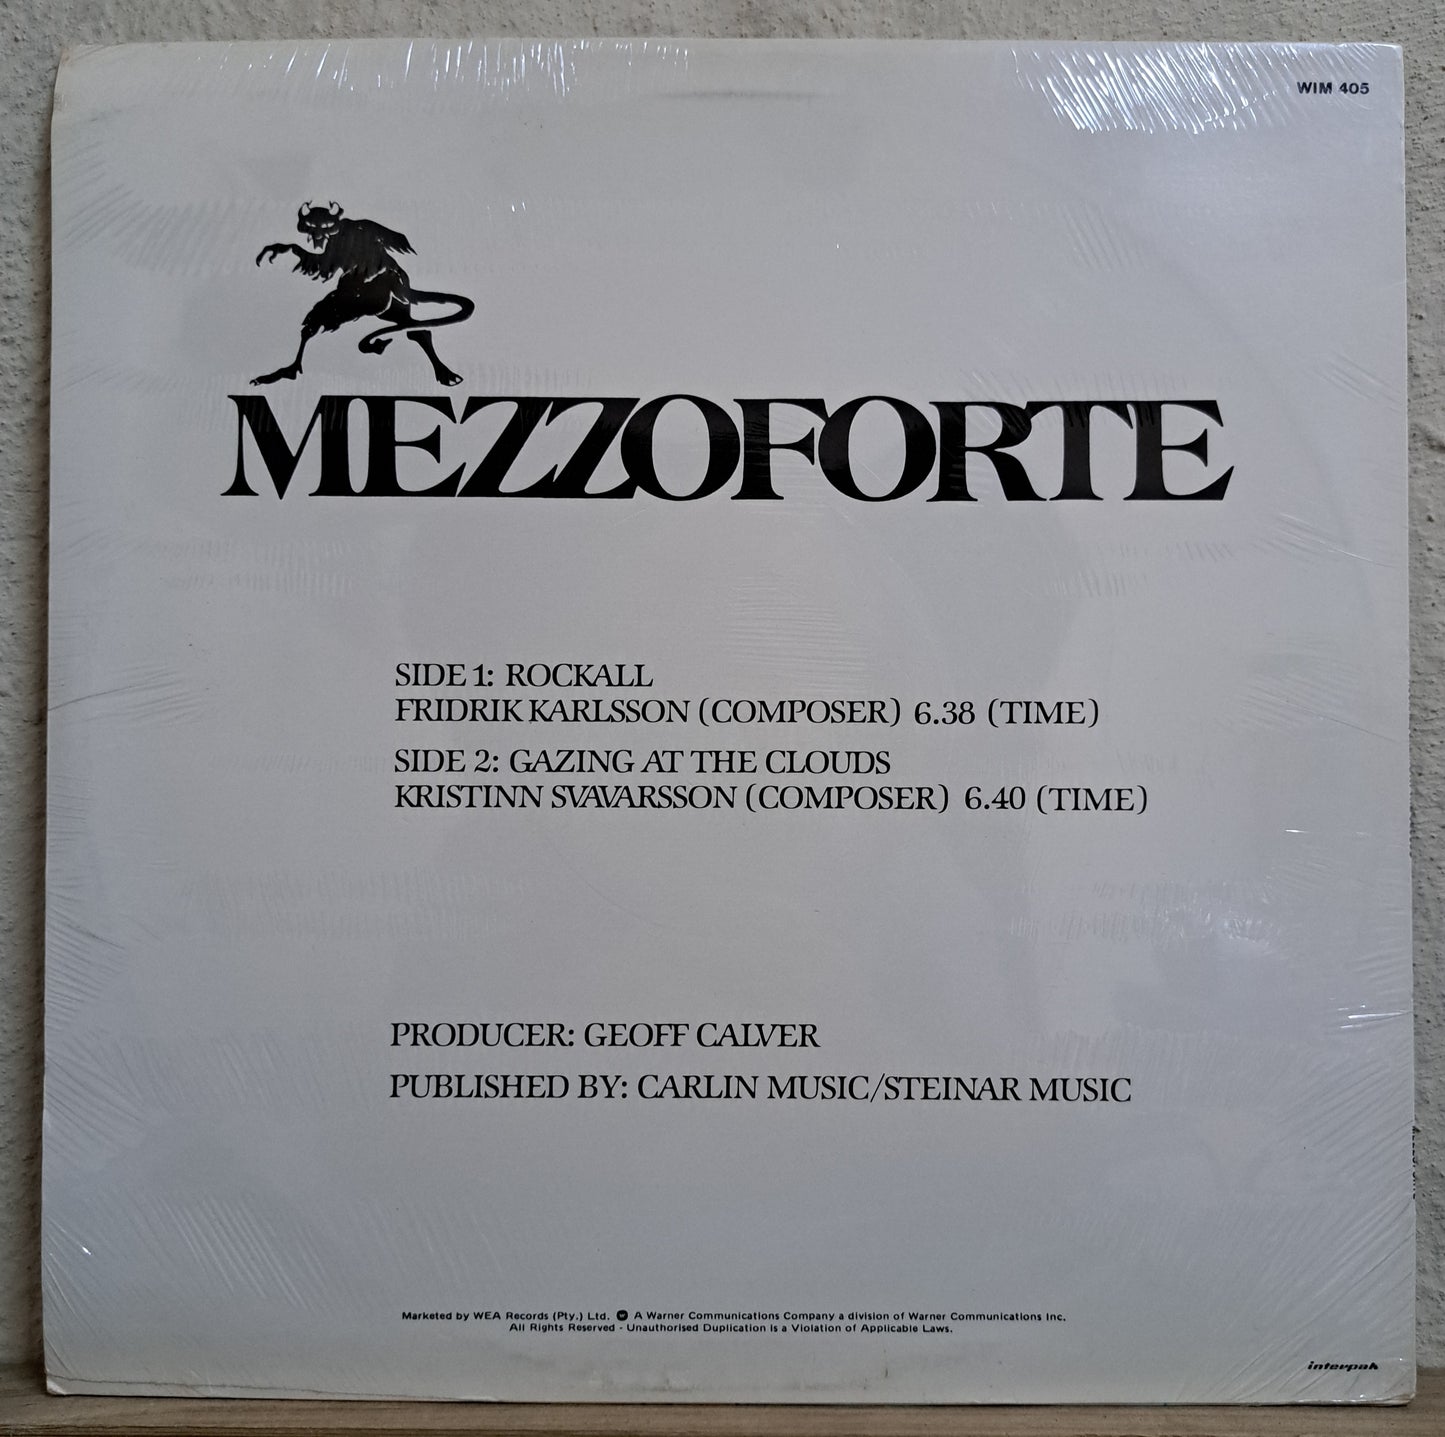 WIM 405
MEZZOFORTE
SIDE 1: ROCKALL
FRIDRIK KARLSSON (COMPOSER) 6.38 (TIME)
SIDE 2: GAZING AT THE CLOUDS
KRISTINN SVAVARSSON (COMPOSER) 6.40 (TIME)
PRODUCER: GEOFF CALVER
PUBLISHED BY: CARLIN MUSIC/STEINAR MUSIC
Marketed by WEA Records (Pty.) Ltd. A Warner Communications Company a division of Warner Communications Inc.
All Rights Reserved - Unauthorised Duplication is a Violation of Applicable Laws.
interpak